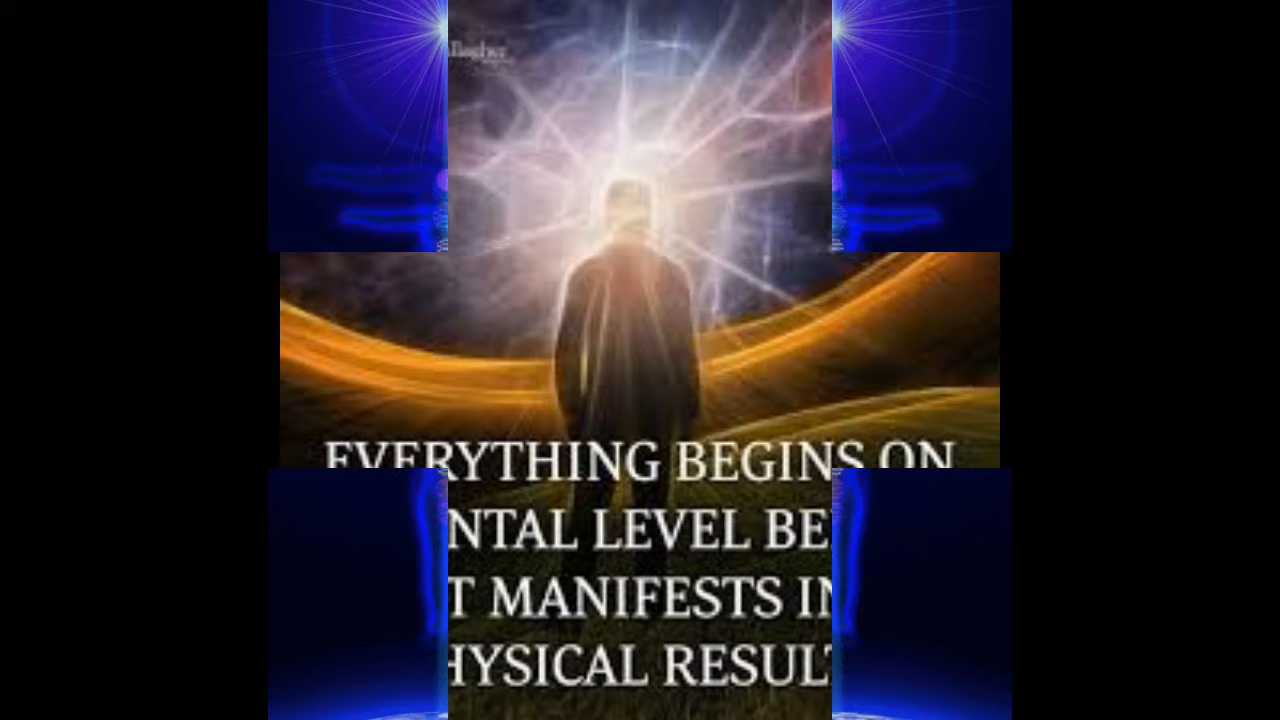 EVERYTHING BEGINS ON
NTAL LEVEL BE
T MANIFESTS IN
HYSICAL RESULT